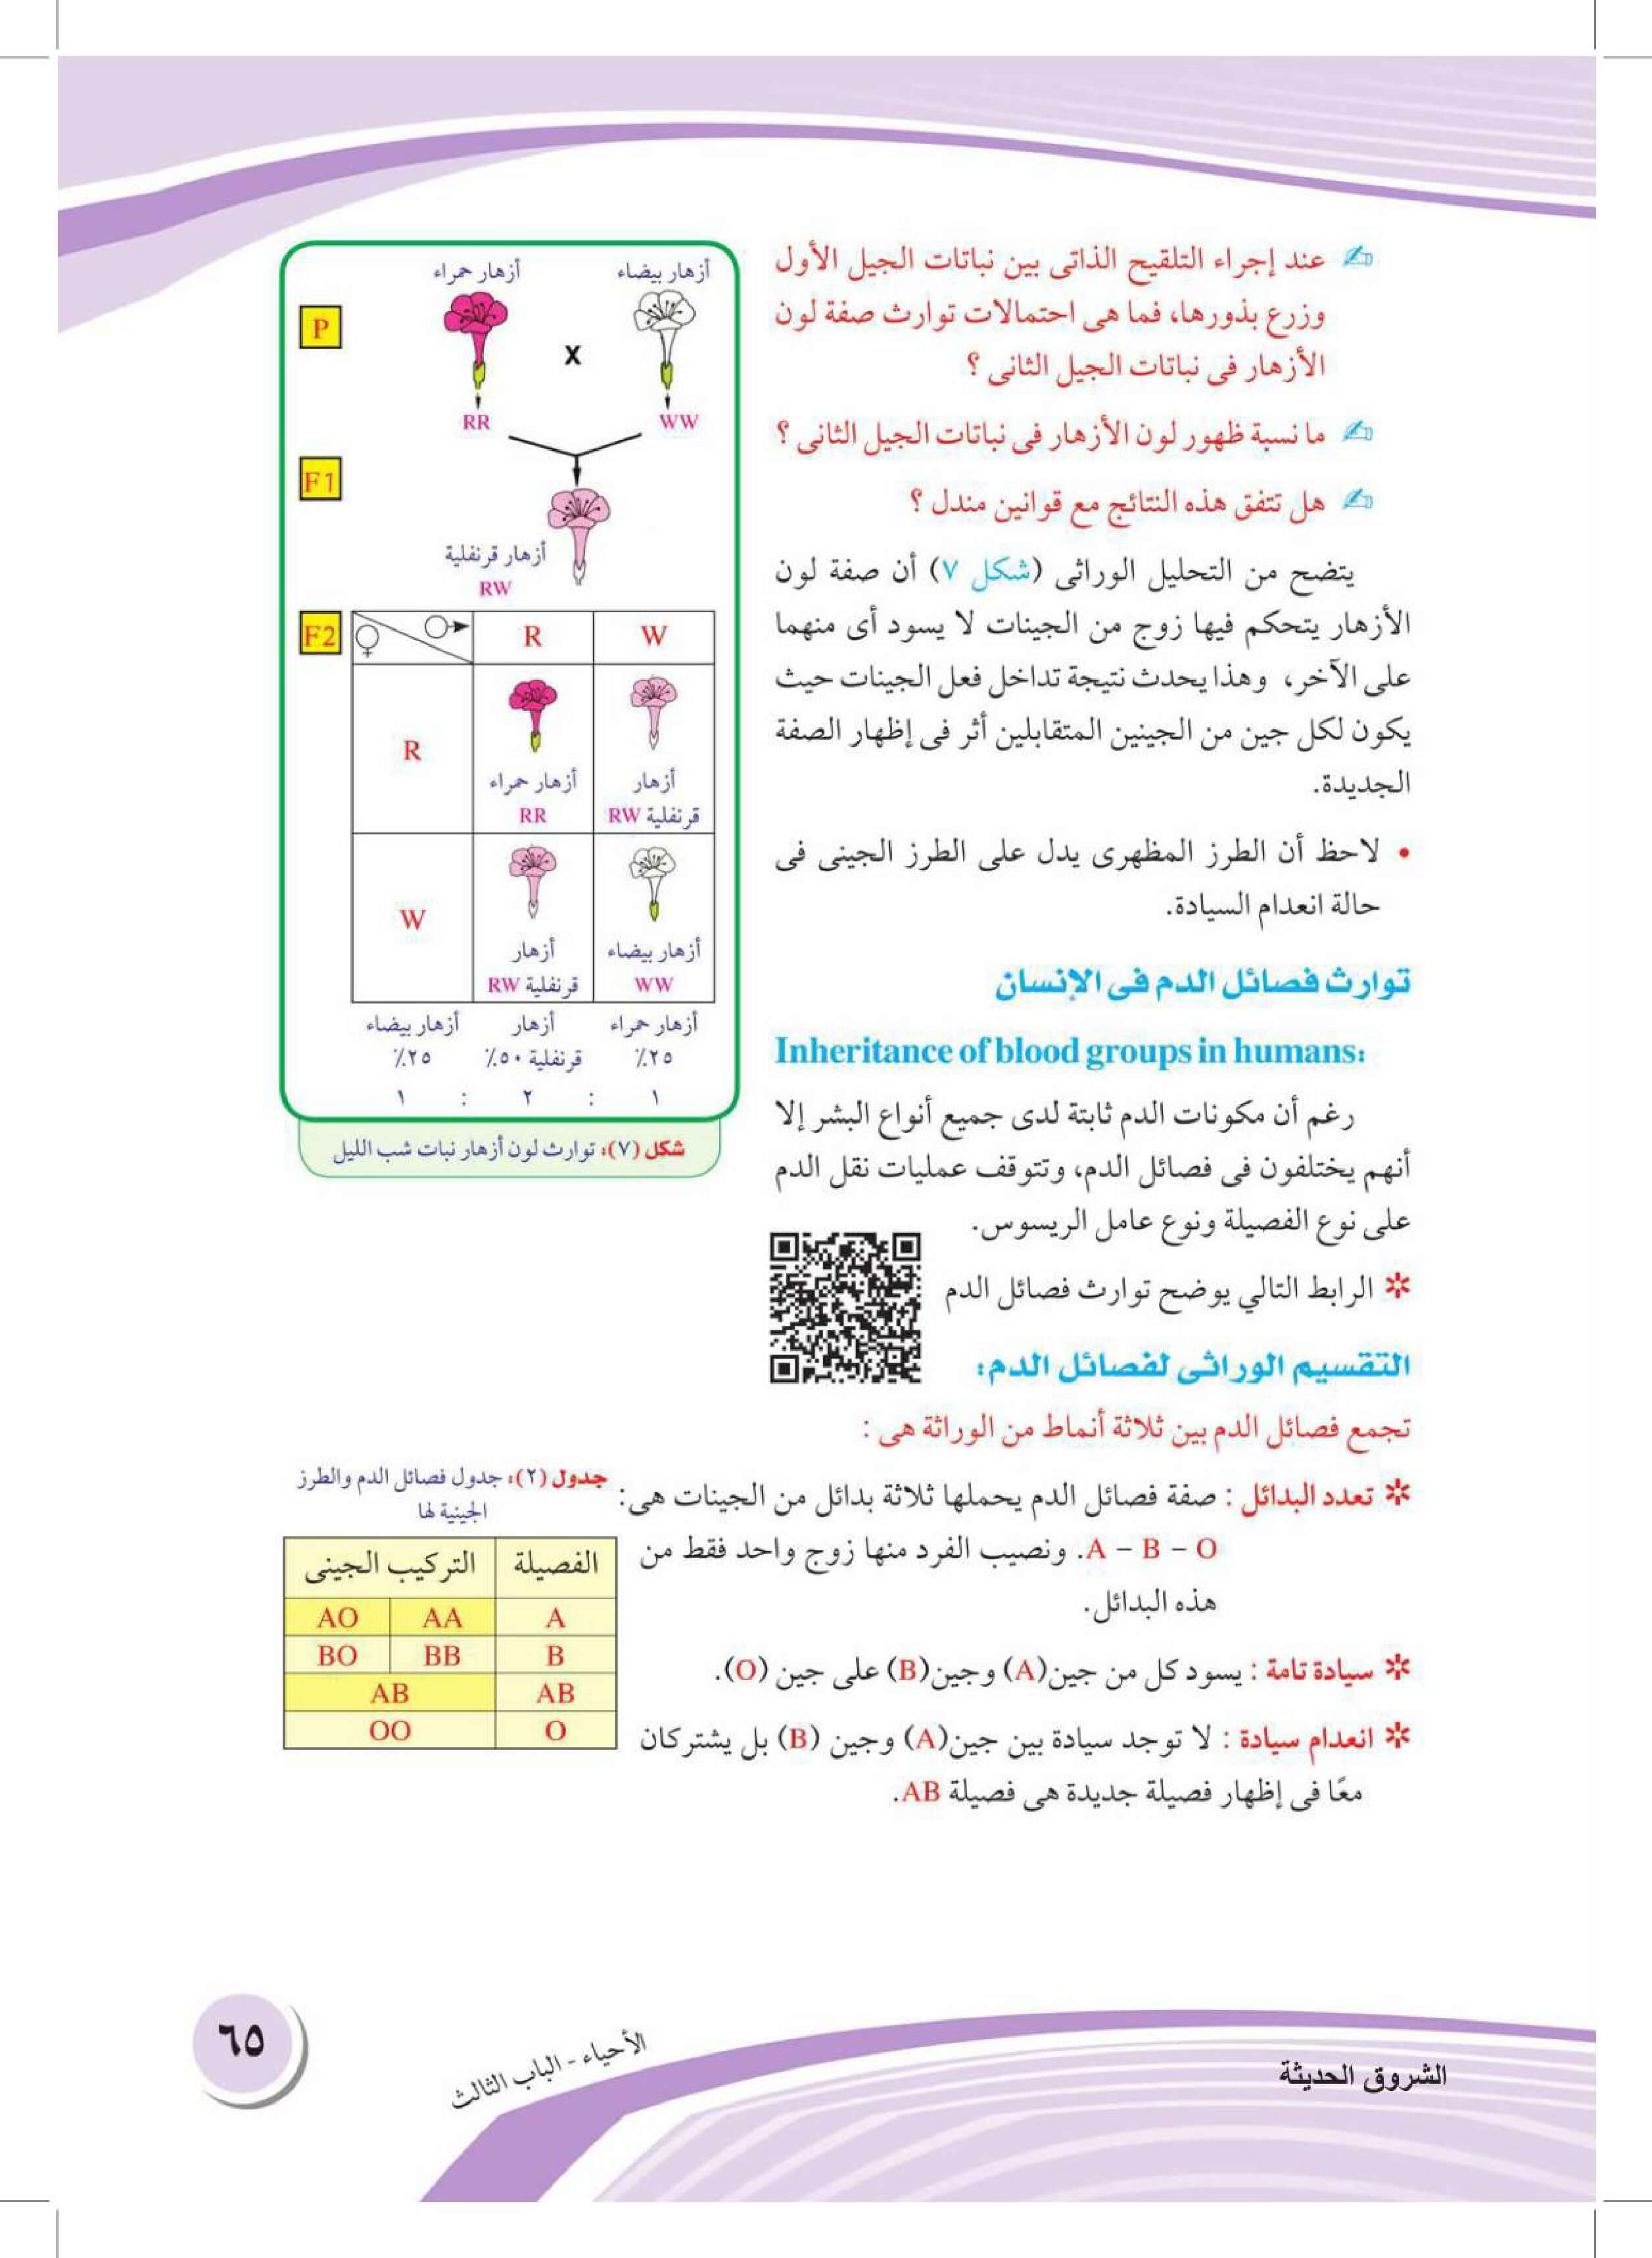 ✍ عند إجراء التلقيح الذاتى بين نباتات الجيل الأول
وزرع بذورها، فما هى احتمالات توارث صفة لون
الأزهار فى نباتات الجيل الثانى ؟
✍ ما نسبة ظهور لون الأزهار فى نباتات الجيل الثانى ؟
✍ هل تتفق هذه النتائج مع قوانين مندل ؟
يتضح من التحليل الوراثى (شكل ٧) أن صفة لون
الأزهار يتحكم فيها زوج من الجينات لا يسود أى منهما
على الآخر، وهذا يحدث نتيجة تداخل فعل الجينات حيث
يكون لكل جين من الجينين المتقابلين أثر فى إظهار الصفة
الجديدة.
• لاحظ أن الطرز المظهرى يدل على الطرز الجينى فى
حالة انعدام السيادة.
أزهار بيضاء أزهار حمراء
P
X
WW RR
F1
أزهار قرنفلية
RW
F2 ♀ ♂ R W
R
أزهار حمراء
RR
أزهار
قرنفلية RW
W
أزهار
قرنفلية RW
أزهار بيضاء
WW
أزهار حمراء أزهار أزهار بيضاء
٢٥٪ قرنفلية ٥٠٪ ٢٥٪
١ : ٢ : ١
شكل (٧): توارث لون أزهار نبات شب الليل
توارث فصائل الدم فى الإنسان
Inheritance of blood groups in humans:
رغم أن مكونات الدم ثابتة لدى جميع أنواع البشر إلا
أنهم يختلفون فى فصائل الدم، وتتوقف عمليات نقل الدم
على نوع الفصيلة ونوع عامل الريسوس.
* الرابط التالي يوضح توارث فصائل الدم
التقسيم الوراثى لفصائل الدم:
تجمع فصائل الدم بين ثلاثة أنماط من الوراثة هى :
* تعدد البدائل : صفة فصائل الدم يحملها ثلاثة بدائل من الجينات هى:
A – B – O. ونصيب الفرد منها زوج واحد فقط من
هذه البدائل.
* سيادة تامة : يسود كل من جين(A) وجين(B) على جين (O).
* انعدام سيادة : لا توجد سيادة بين جين(A) وجين (B) بل يشتركان
معًا فى إظهار فصيلة جديدة هى فصيلة AB.
جدول (٢): جدول فصائل الدم والطرز
الجينية لها
الفصيلة التركيب الجينى
A AA AO
B BB BO
AB AB
O OO
الشروق الحديثة
الأحياء - الباب الثالث
٦٥